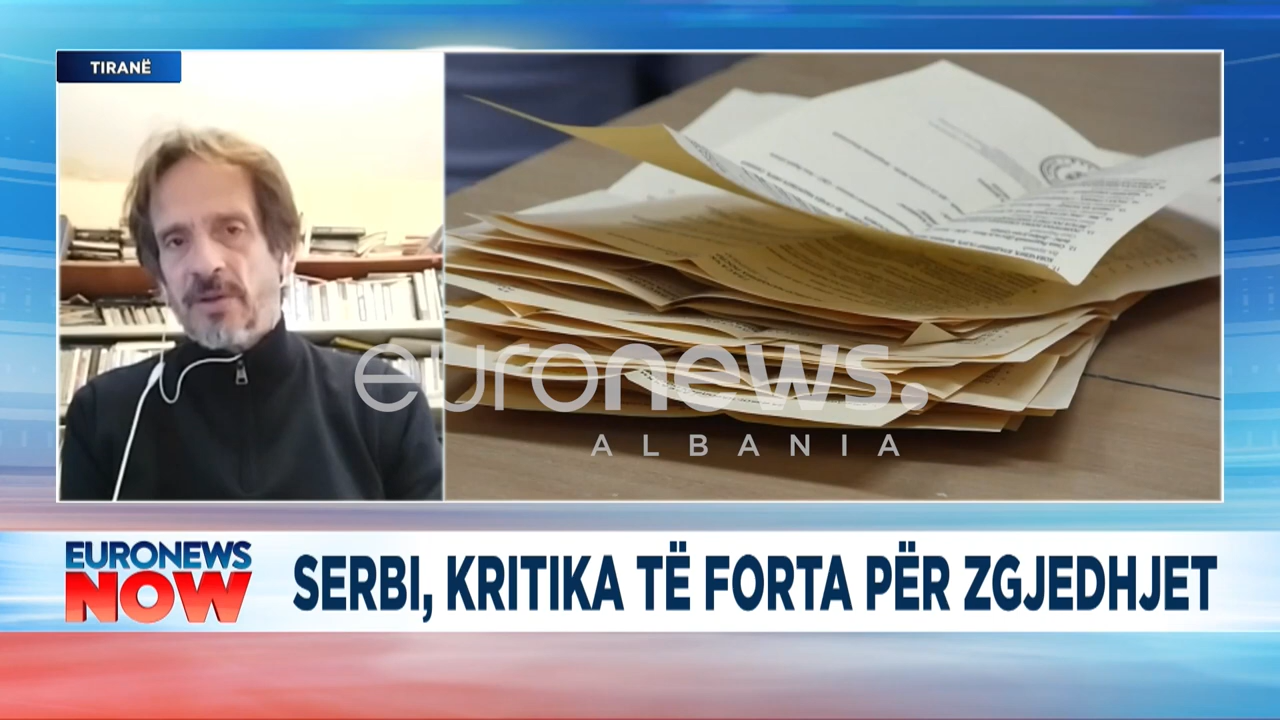 TIRANË
euronews.
ALBANIA
EURONEWS
NOW
SERBI, KRITIKA TË FORTA PËR ZGJEDHJET